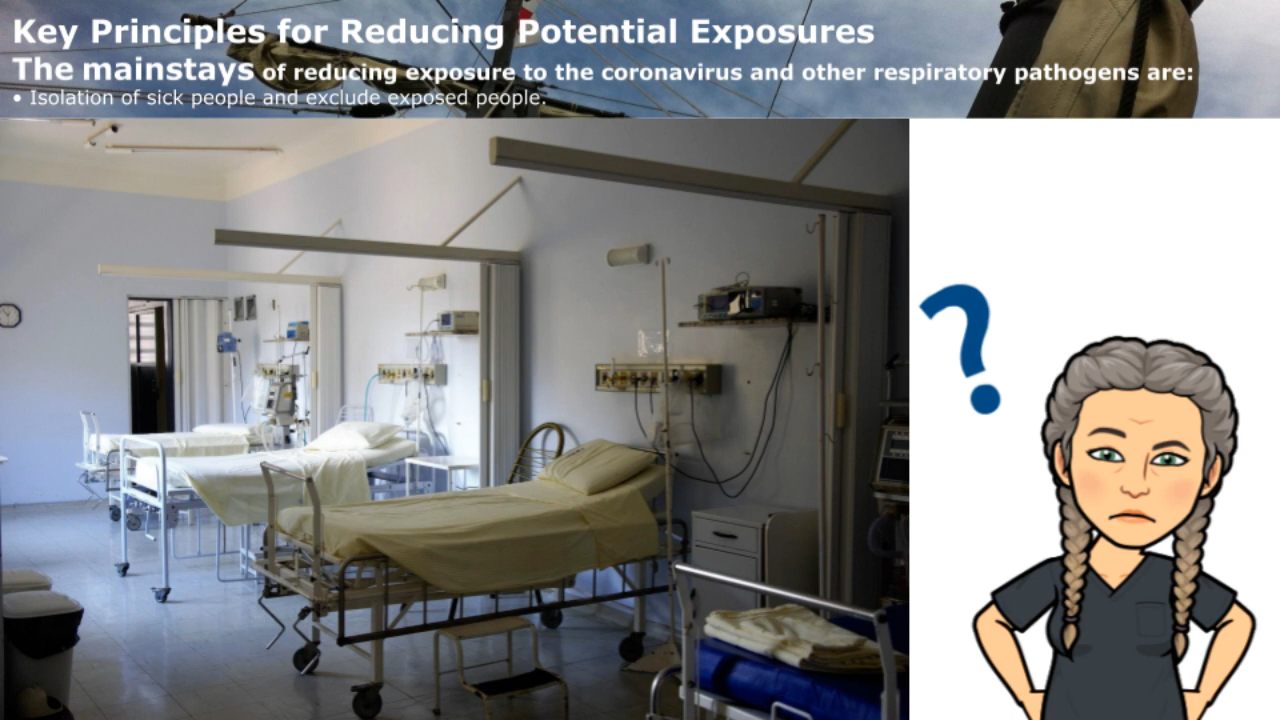 Key Principles for Reducing Potential Exposures
The mainstays of reducing exposure to the coronavirus and other respiratory pathogens are:
• Isolation of sick people and exclude exposed people.
?